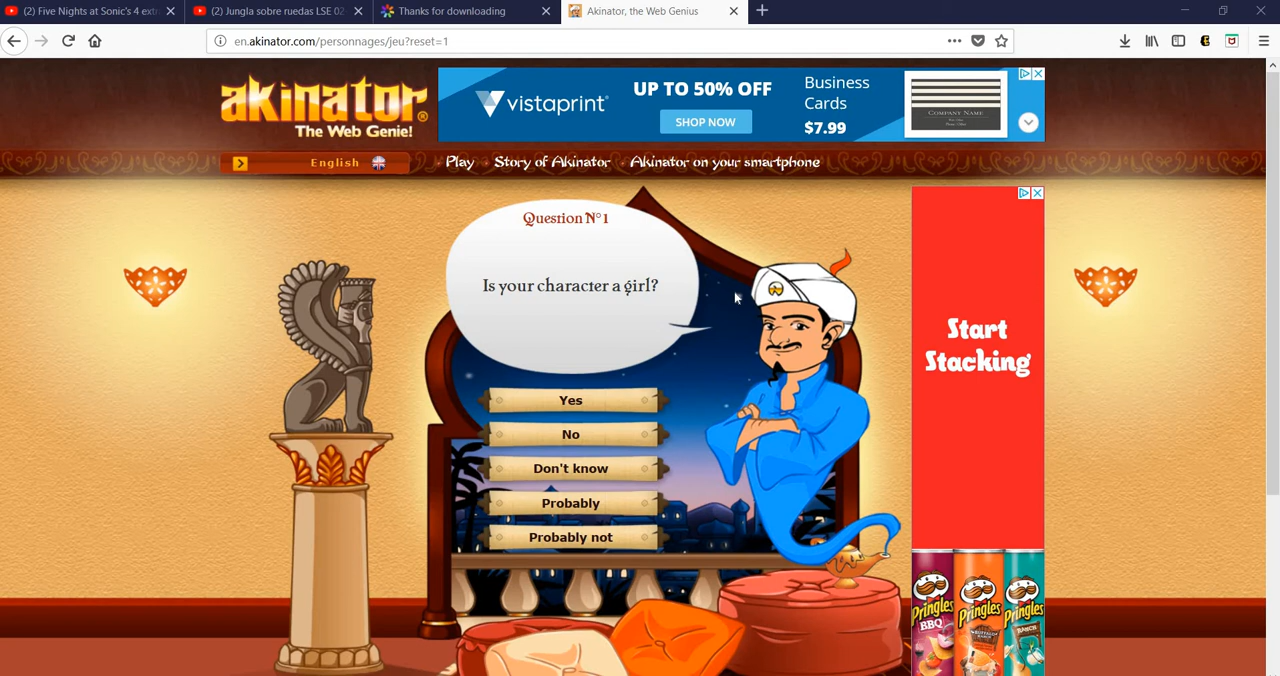 (2) Five Nights at Sonic's 4 extr
(2) Jungla sobre ruedas LSE 02-
Thanks for downloading
Akinator, the Web Genius
en.akinator.com/personnages/jeu?reset=1
akinator®
The Web Genie!
vistaprint®
UP TO 50% OFF
SHOP NOW
Business
Cards
$7.99
COMPANY NAME
English
Play
Story of Akinator
Akinator on your smartphone
Question N°1
Is your character a girl?
Yes
No
Don't know
Probably
Probably not
Start
Stacking
Pringles
BBQ
Pringles
Pringles
RANCH